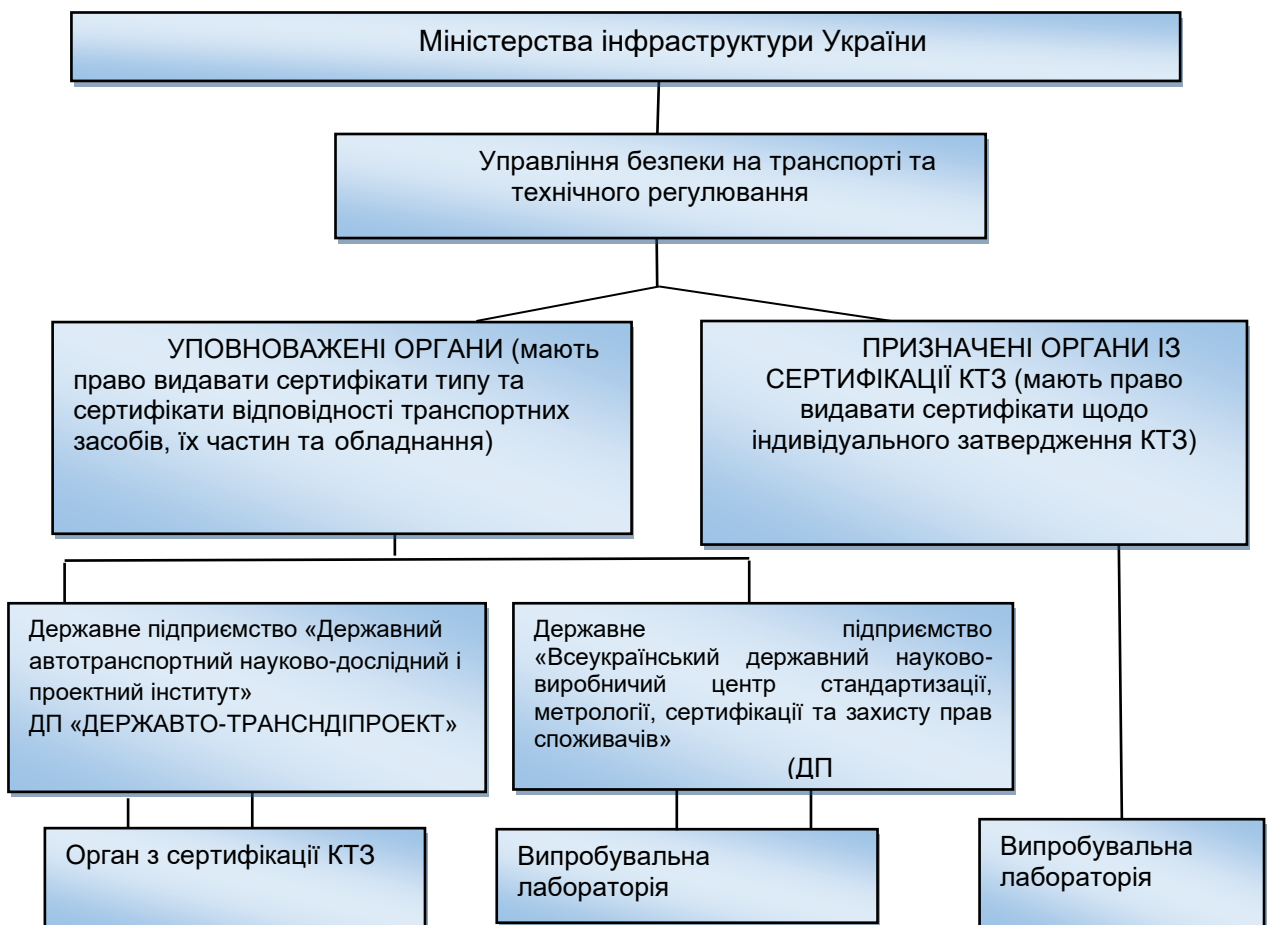 Міністерства інфраструктури України
Управління безпеки на транспорті та
технічного регулювання
УПОВНОВАЖЕНІ ОРГАНИ (мають
право видавати сертифікати типу та
сертифікати відповідності транспортних
засобів, їх частин та обладнання)
ПРИЗНАЧЕНІ ОРГАНИ ІЗ
СЕРТИФІКАЦІЇ КТЗ (мають право
видавати сертифікати щодо
індивідуального затвердження КТЗ)
Державне підприємство «Державний
автотранспортний науково-дослідний і
проектний інститут»
ДП «ДЕРЖАВТО-ТРАНСНДІПРОЕКТ»
Державне підприємство
«Всеукраїнський державний науково-
виробничий центр стандартизації,
метрології, сертифікації та захисту прав
споживачів»
(ДП
Орган з сертифікації КТЗ
Випробувальна
лабораторія
Випробувальна
лабораторія